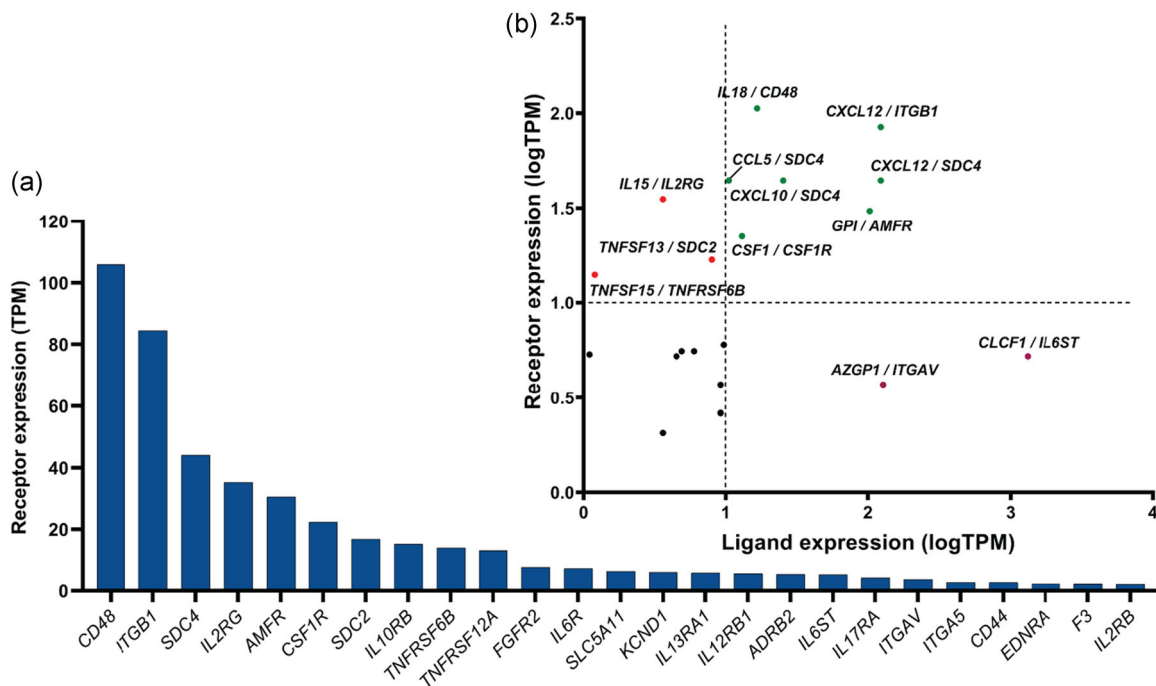 (a)
Receptor expression (TPM)
120
100
80
60
40
20
0
CD48
ITGB1
SDC4
IL2RG
AMFR
CSF1R
SDC2
IL10RB
TNFRSF6B
TNFRSF12A
FGFR2
IL6R
SLC5A11
KCND1
IL13RA1
IL12RB1
ADRB2
IL6ST
IL17RA
ITGAV
ITGA5
CD44
EDNRA
F3
IL2RB
(b)
Receptor expression (logTPM)
2.5
2.0
1.5
1.0
0.5
0.0
IL18 / CD48
CXCL12 / ITGB1
CCL5 / SDC4
CXCL12 / SDC4
IL15 / IL2RG
CXCL10 / SDC4
GPI / AMFR
TNFSF13 / SDC2
CSF1 / CSF1R
TNFSF15 / TNFRSF6B
CLCF1 / IL6ST
AZGP1 / ITGAV
0
1
2
3
4
Ligand expression (logTPM)